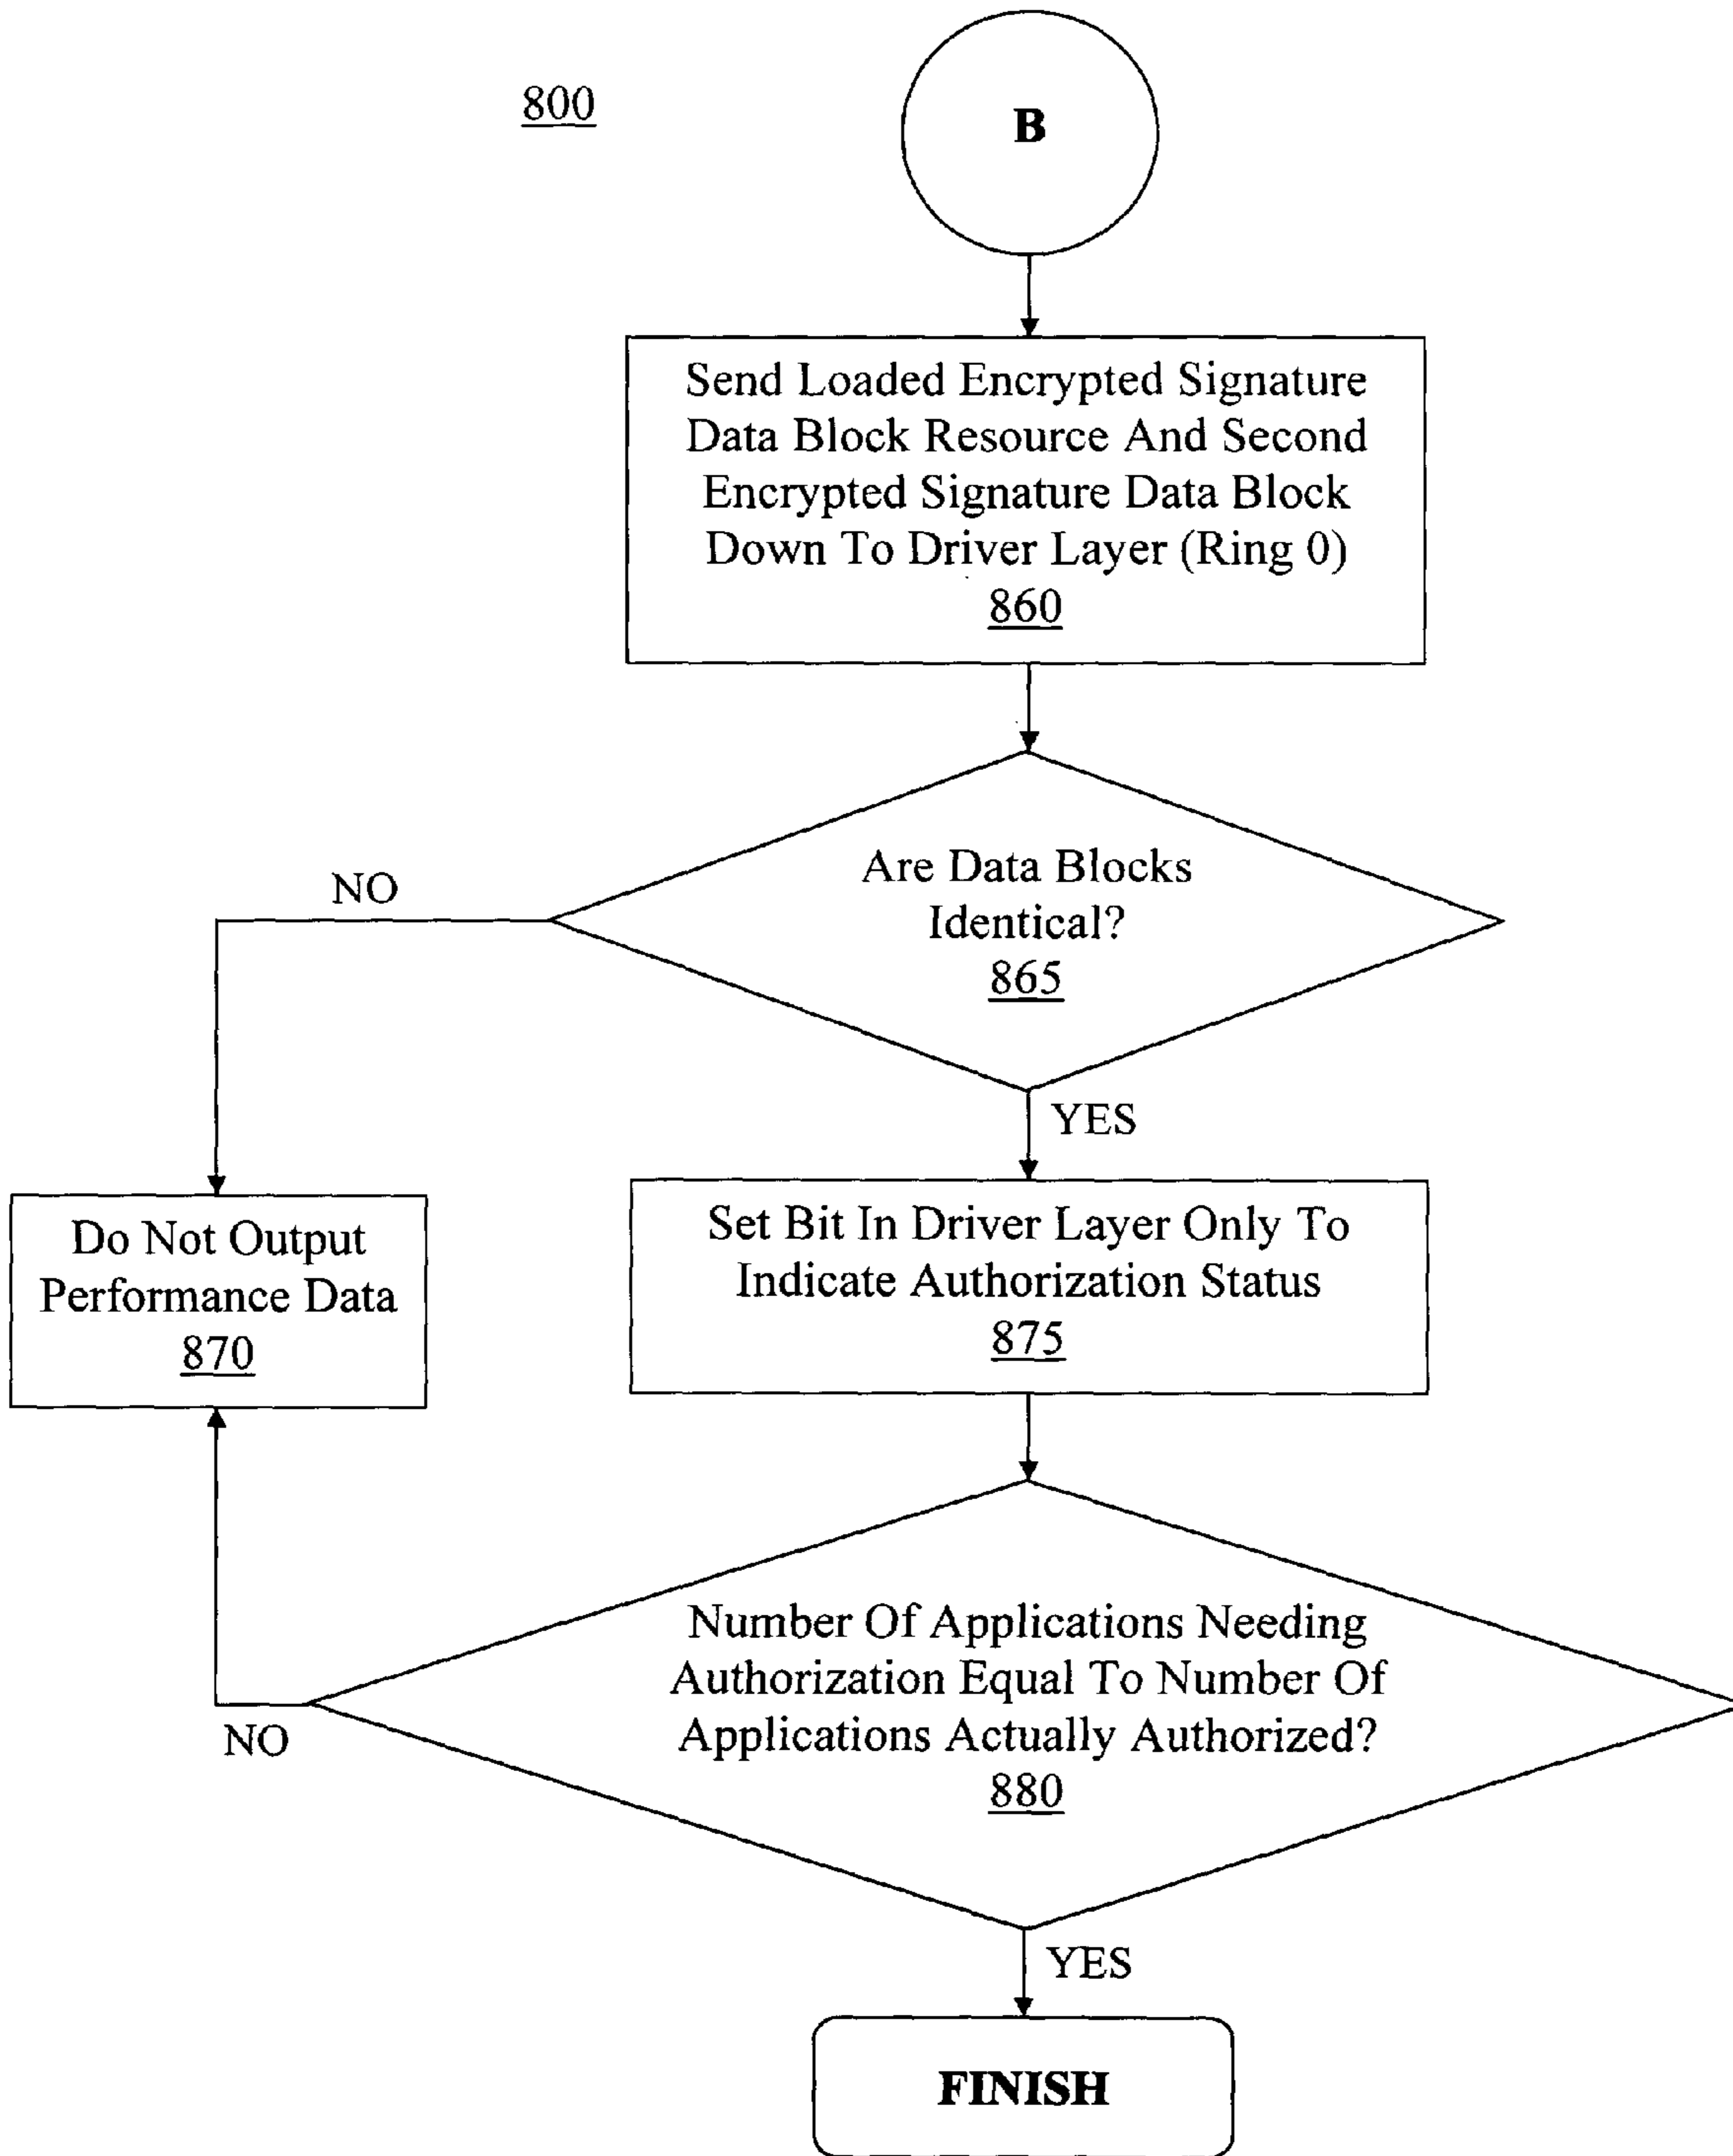 800
B
Send Loaded Encrypted Signature
Data Block Resource And Second
Encrypted Signature Data Block
Down To Driver Layer (Ring 0)
860
Are Data Blocks
Identical?
865
NO
YES
Do Not Output
Performance Data
870
Set Bit In Driver Layer Only To
Indicate Authorization Status
875
Number Of Applications Needing
Authorization Equal To Number Of
Applications Actually Authorized?
880
NO
YES
FINISH